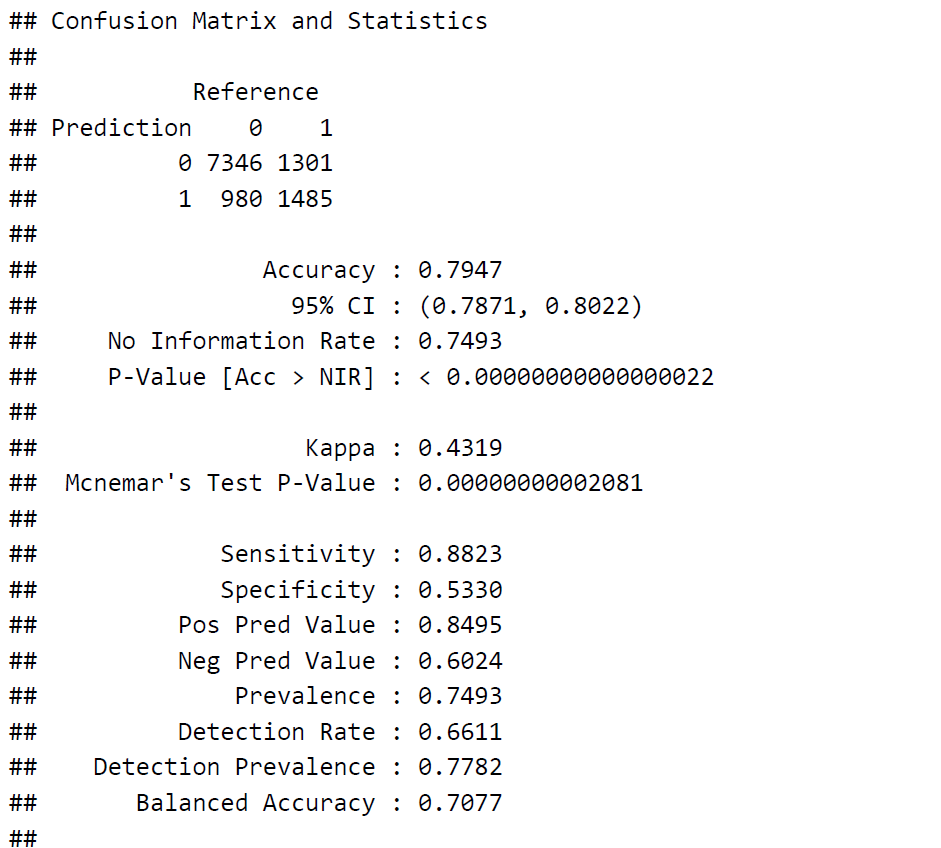 ## Confusion Matrix and Statistics
##
##           Reference
## Prediction    0    1
##          0 7346 1301
##          1  980 1485
##
##                Accuracy : 0.7947
##                  95% CI : (0.7871, 0.8022)
##     No Information Rate : 0.7493
##     P-Value [Acc > NIR] : < 0.00000000000000022
##
##                   Kappa : 0.4319
##  Mcnemar's Test P-Value : 0.00000000002081
##
##             Sensitivity : 0.8823
##             Specificity : 0.5330
##          Pos Pred Value : 0.8495
##          Neg Pred Value : 0.6024
##              Prevalence : 0.7493
##          Detection Rate : 0.6611
##    Detection Prevalence : 0.7782
##       Balanced Accuracy : 0.7077
##